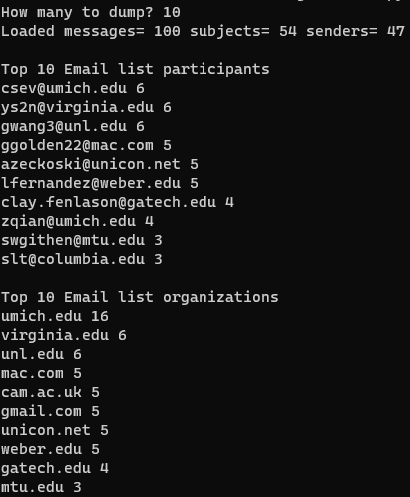 How many to dump? 10
Loaded messages= 100 subjects= 54 senders= 47
Top 10 Email list participants
csev@umich.edu 6
ys2n@virginia.edu 6
gwang3@unl.edu 6
ggolden22@mac.com 5
azeckoski@unicon.net 5
lfernandez@weber.edu 5
clay.fenlason@gatech.edu 4
zqian@umich.edu 4
swgithen@mtu.edu 3
slt@columbia.edu 3
Top 10 Email list organizations
umich.edu 16
virginia.edu 6
unl.edu 6
mac.com 5
cam.ac.uk 5
gmail.com 5
unicon.net 5
weber.edu 5
gatech.edu 4
mtu.edu 3